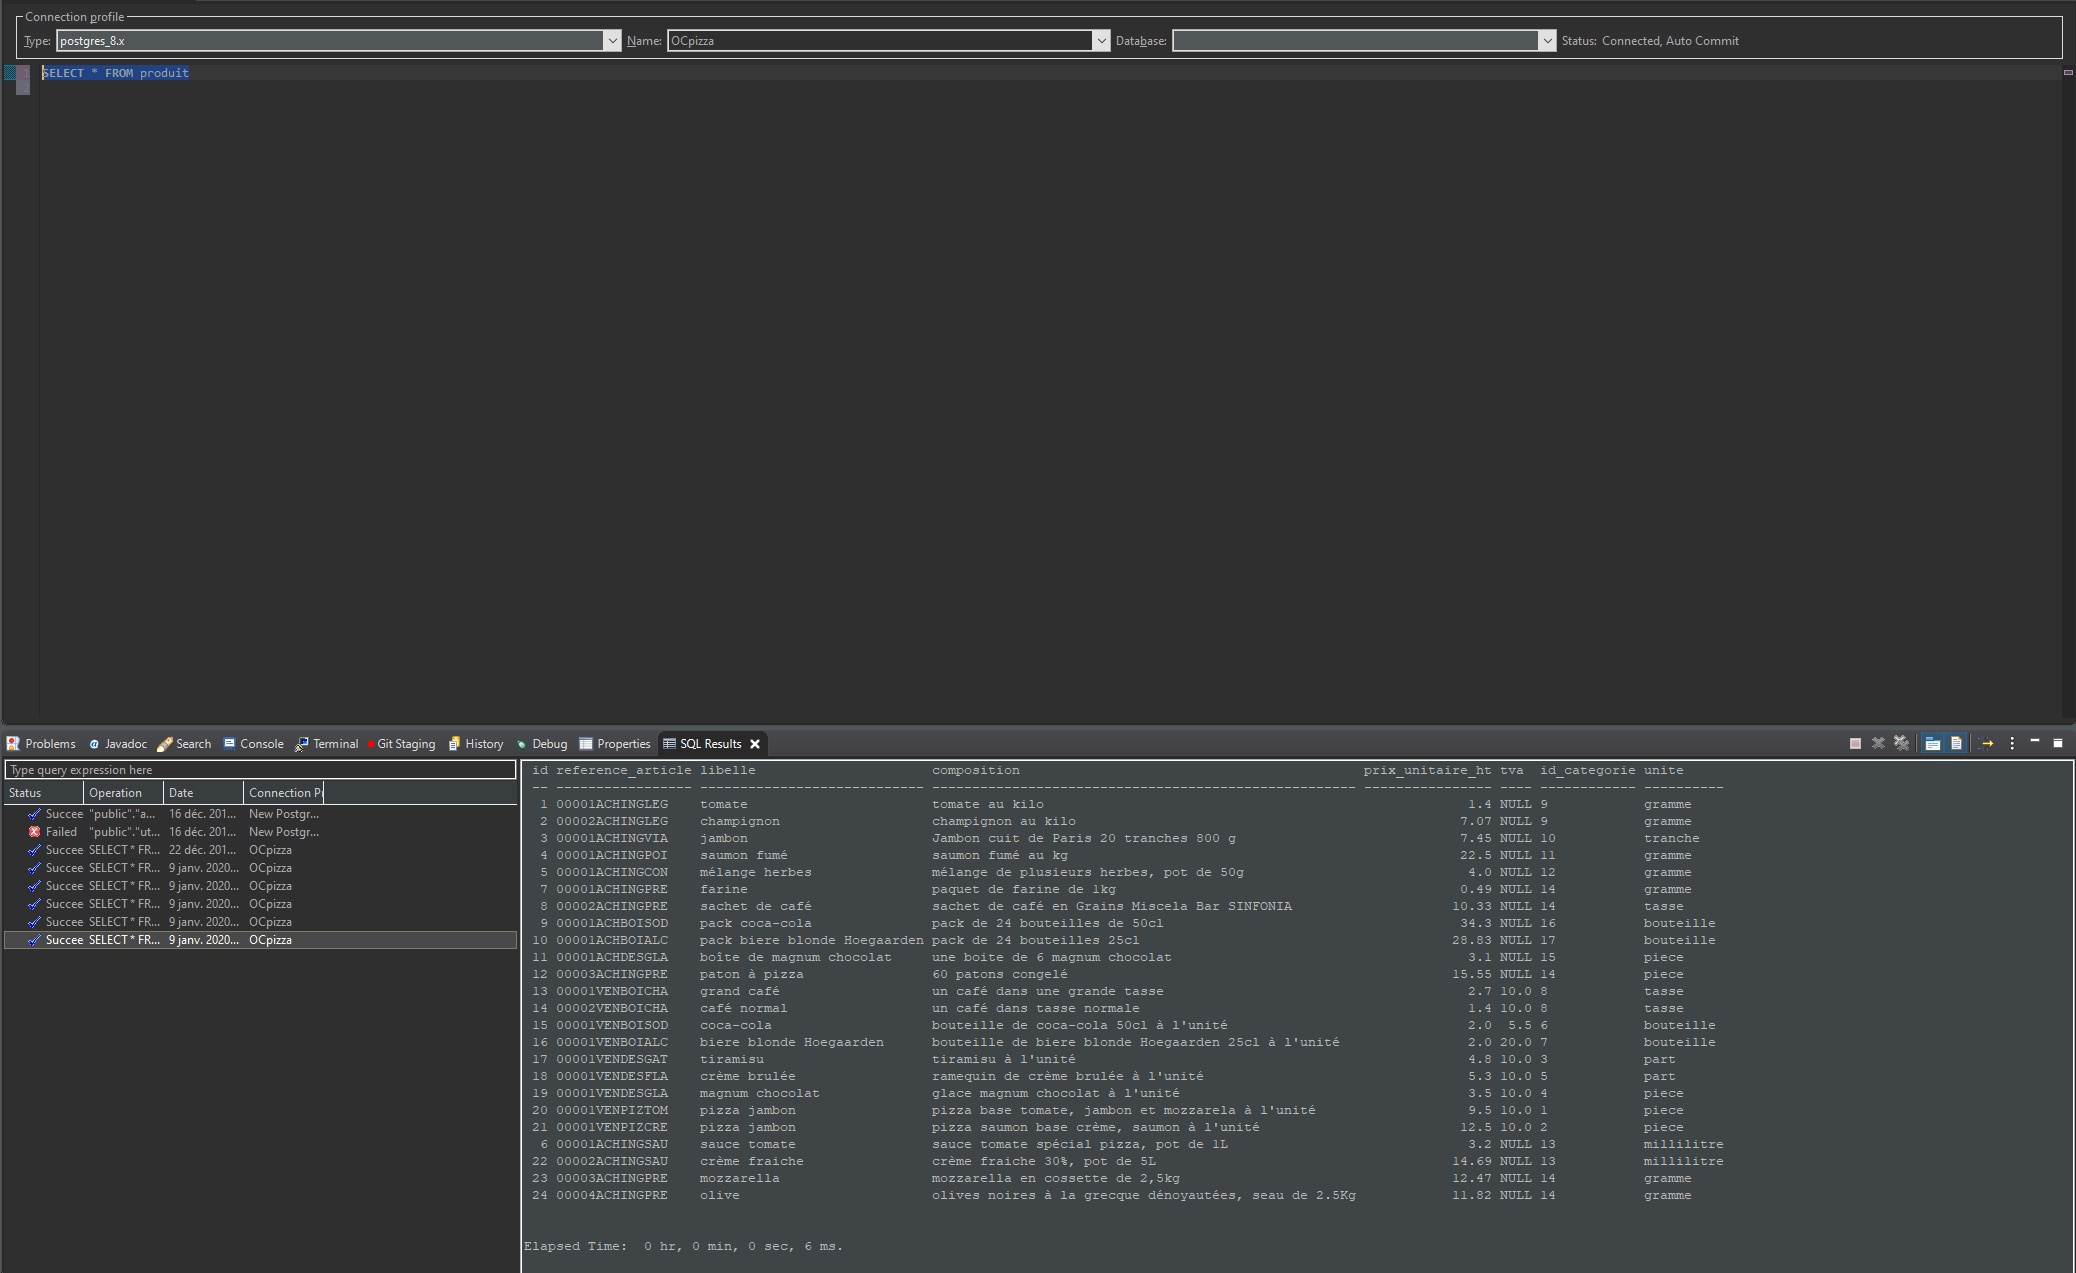 Connection profile
Type: postgres_8.x Name: OCpizza Database: Status: Connected, Auto Commit
1 SELECT * FROM produit
2
Problems Javadoc Search Console Terminal Git Staging History Debug Properties SQL Results
Type query expression here
Status Operation Date Connection P
Succee "public"."a... 16 déc. 201... New Postgr...
Failed "public"."ut... 16 déc. 201... New Postgr...
Succee SELECT * FR... 22 déc. 201... OCpizza
Succee SELECT * FR... 9 janv. 2020... OCpizza
Succee SELECT * FR... 9 janv. 2020... OCpizza
Succee SELECT * FR... 9 janv. 2020... OCpizza
Succee SELECT * FR... 9 janv. 2020... OCpizza
Succee SELECT * FR... 9 janv. 2020... OCpizza
id reference_article libelle composition prix_unitaire_ht tva id_categorie unite
-- ----------------- ---------------------------- ----------------------------------------------------- ---------------- ---- ------------ ----------
1 00001ACHINGLEG tomate tomate au kilo 1.4 NULL 9 gramme
2 00002ACHINGLEG champignon champignon au kilo 7.07 NULL 9 gramme
3 00001ACHINGVIA jambon Jambon cuit de Paris 20 tranches 800 g 7.45 NULL 10 tranche
4 00001ACHINGPOI saumon fumé saumon fumé au kg 22.5 NULL 11 gramme
5 00001ACHINGCON mélange herbes mélange de plusieurs herbes, pot de 50g 4.0 NULL 12 gramme
7 00001ACHINGPRE farine paquet de farine de 1kg 0.49 NULL 14 gramme
8 00002ACHINGPRE sachet de café sachet de café en Grains Miscela Bar SINFONIA 10.33 NULL 14 tasse
9 00001ACHBOISOD pack coca-cola pack de 24 bouteilles de 50cl 34.3 NULL 16 bouteille
10 00001ACHBOIALC pack biere blonde Hoegaarden pack de 24 bouteilles 25cl 28.83 NULL 17 bouteille
11 00001ACHDESGLA boîte de magnum chocolat une boite de 6 magnum chocolat 3.1 NULL 15 piece
12 00003ACHINGPRE paton à pizza 60 patons congelé 15.55 NULL 14 piece
13 00001VENBOICHA grand café un café dans une grande tasse 2.7 10.0 8 tasse
14 00002VENBOICHA café normal un café dans tasse normale 1.4 10.0 8 tasse
15 00001VENBOISOD coca-cola bouteille de coca-cola 50cl à l'unité 2.0 5.5 6 bouteille
16 00001VENBOIALC biere blonde Hoegaarden bouteille de biere blonde Hoegaarden 25cl à l'unité 2.0 20.0 7 bouteille
17 00001VENDESGAT tiramisu tiramisu à l'unité 4.8 10.0 3 part
18 00001VENDESFLA crème brulée ramequin de crème brulée à l'unité 5.3 10.0 5 part
19 00001VENDESGLA magnum chocolat glace magnum chocolat à l'unité 3.5 10.0 4 piece
20 00001VENPIZTOM pizza jambon pizza base tomate, jambon et mozzarela à l'unité 9.5 10.0 1 piece
21 00001VENPIZCRE pizza jambon pizza saumon base crème, saumon à l'unité 12.5 10.0 2 piece
6 00001ACHINGSAU sauce tomate sauce tomate spécial pizza, pot de 1L 3.2 NULL 13 millilitre
22 00002ACHINGSAU crème fraiche crème fraiche 30%, pot de 5L 14.69 NULL 13 millilitre
23 00003ACHINGPRE mozzarella mozzarella en cossette de 2,5kg 12.47 NULL 14 gramme
24 00004ACHINGPRE olive olives noires à la grecque dénoyautées, seau de 2.5Kg 11.82 NULL 14 gramme
Elapsed Time: 0 hr, 0 min, 0 sec, 6 ms.